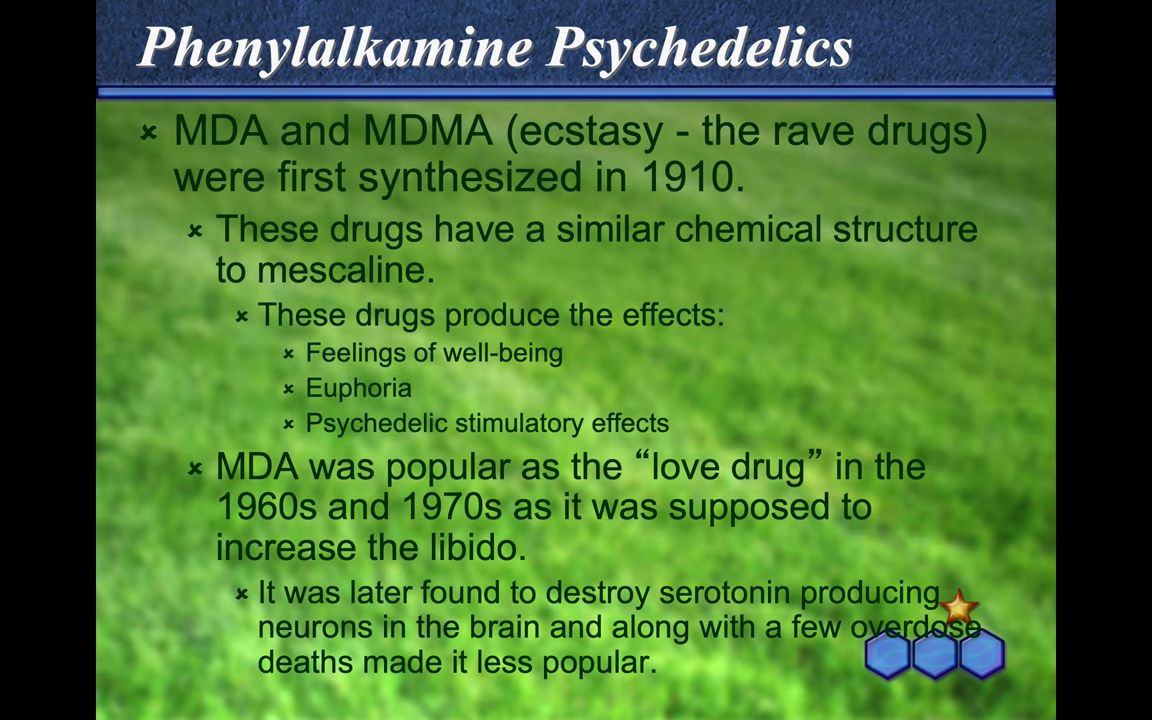 Phenylalkamine Psychedelics
MDA and MDMA (ecstasy - the rave drugs)
were first synthesized in 1910.
These drugs have a similar chemical structure
to mescaline.
These drugs produce the effects:
Feelings of well-being
Euphoria
Psychedelic stimulatory effects
MDA was popular as the “love drug” in the
1960s and 1970s as it was supposed to
increase the libido.
It was later found to destroy serotonin producing
neurons in the brain and along with a few overdose
deaths made it less popular.